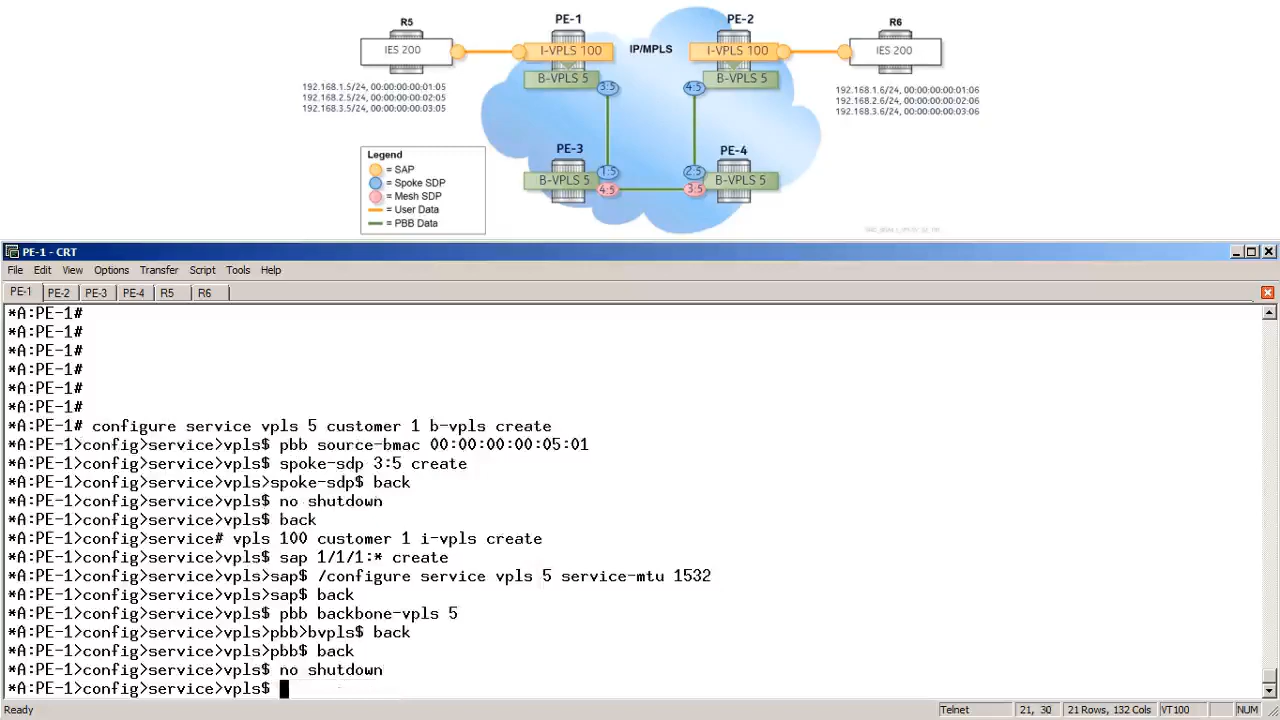 R5
PE-1
PE-2
R6
IES 200
I-VPLS 100
IP/MPLS
I-VPLS 100
IES 200
B-VPLS 5
3:5
4:5
B-VPLS 5
192.168.1.5/24, 00:00:00:00:01:05
192.168.2.5/24, 00:00:00:00:02:05
192.168.3.5/24, 00:00:00:00:03:05
192.168.1.6/24, 00:00:00:00:01:06
192.168.2.6/24, 00:00:00:00:02:06
192.168.3.6/24, 00:00:00:00:03:06
PE-3
PE-4
B-VPLS 5
1:5
4:5
2:5
3:5
B-VPLS 5
Legend
= SAP
= Spoke SDP
= Mesh SDP
= User Data
= PBB Data
PE-1 - CRT
File Edit View Options Transfer Script Tools Help
PE-1 PE-2 PE-3 PE-4 R5 R6
*A:PE-1#
*A:PE-1#
*A:PE-1#
*A:PE-1#
*A:PE-1#
*A:PE-1#
*A:PE-1# configure service vpls 5 customer 1 b-vpls create
*A:PE-1>config>service>vpls$ pbb source-bmac 00:00:00:00:05:01
*A:PE-1>config>service>vpls$ spoke-sdp 3:5 create
*A:PE-1>config>service>vpls>spoke-sdp$ back
*A:PE-1>config>service>vpls$ no shutdown
*A:PE-1>config>service>vpls$ back
*A:PE-1>config>service# vpls 100 customer 1 i-vpls create
*A:PE-1>config>service>vpls$ sap 1/1/1:* create
*A:PE-1>config>service>vpls>sap$ /configure service vpls 5 service-mtu 1532
*A:PE-1>config>service>vpls>sap$ back
*A:PE-1>config>service>vpls$ pbb backbone-vpls 5
*A:PE-1>config>service>vpls>pbb>bvpls$ back
*A:PE-1>config>service>vpls>pbb$ back
*A:PE-1>config>service>vpls$ no shutdown
*A:PE-1>config>service>vpls$
Ready
Telnet 21, 30 21 Rows, 132 Cols VT100 NUM